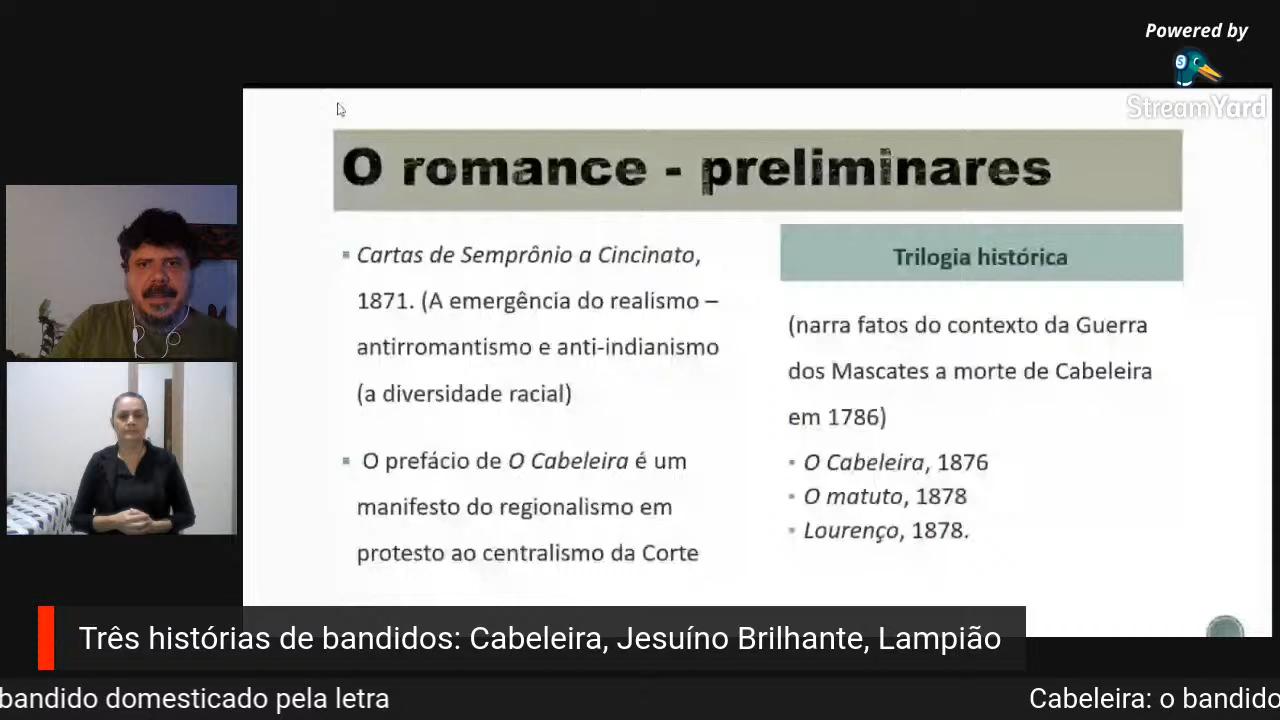 Powered by
StreamYard
O romance - preliminares
Cartas de Semprônio a Cincinato,
1871. (A emergência do realismo –
antirromantismo e anti-indianismo
(a diversidade racial)
O prefácio de O Cabeleira é um
manifesto do regionalismo em
protesto ao centralismo da Corte
Trilogia histórica
(narra fatos do contexto da Guerra
dos Mascates a morte de Cabeleira
em 1786)
O Cabeleira, 1876
O matuto, 1878
Lourenço, 1878.
Três histórias de bandidos: Cabeleira, Jesuíno Brilhante, Lampião
bandido domesticado pela letra
Cabeleira: o bandido